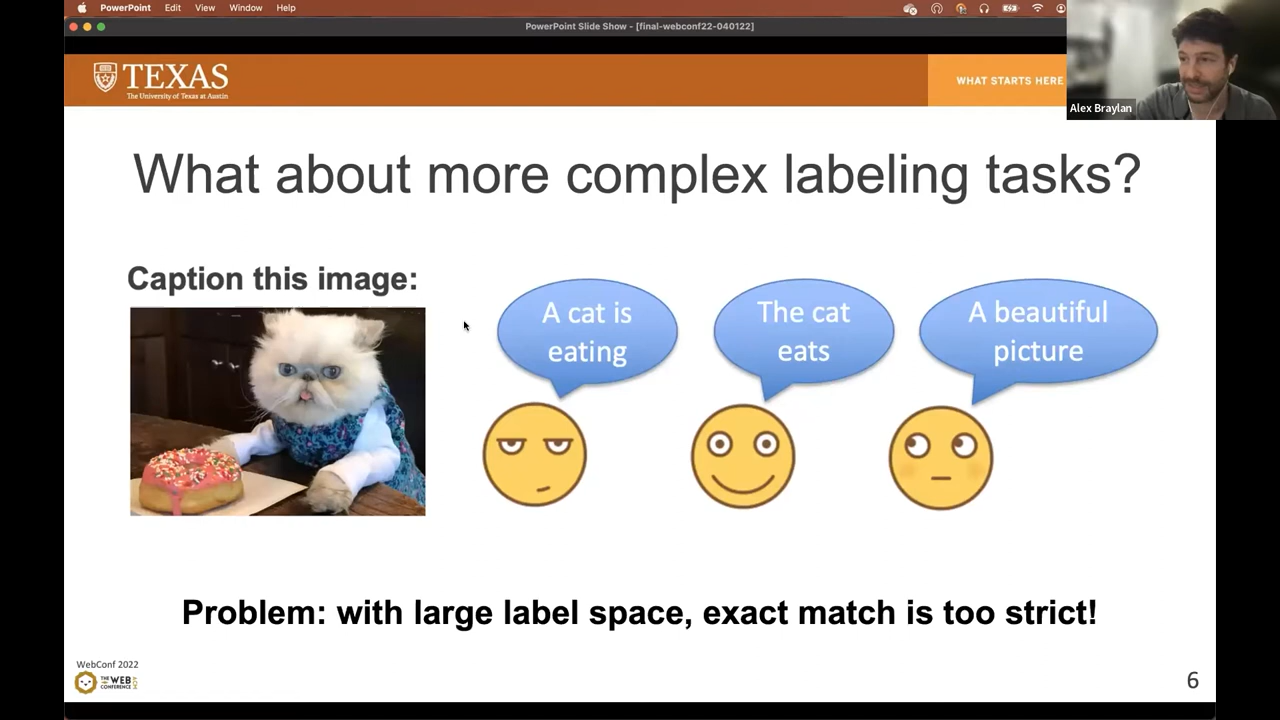 PowerPoint Edit View Window Help
PowerPoint Slide Show - [final-webconf22-040122]
TEXAS
The University of Texas at Austin
WHAT STARTS HERE
Alex Braylan
What about more complex labeling tasks?
Caption this image:
A cat is
eating
The cat
eats
A beautiful
picture
Problem: with large label space, exact match is too strict!
WebConf 2022
THE WEB
CONFERENCE
ACM
6